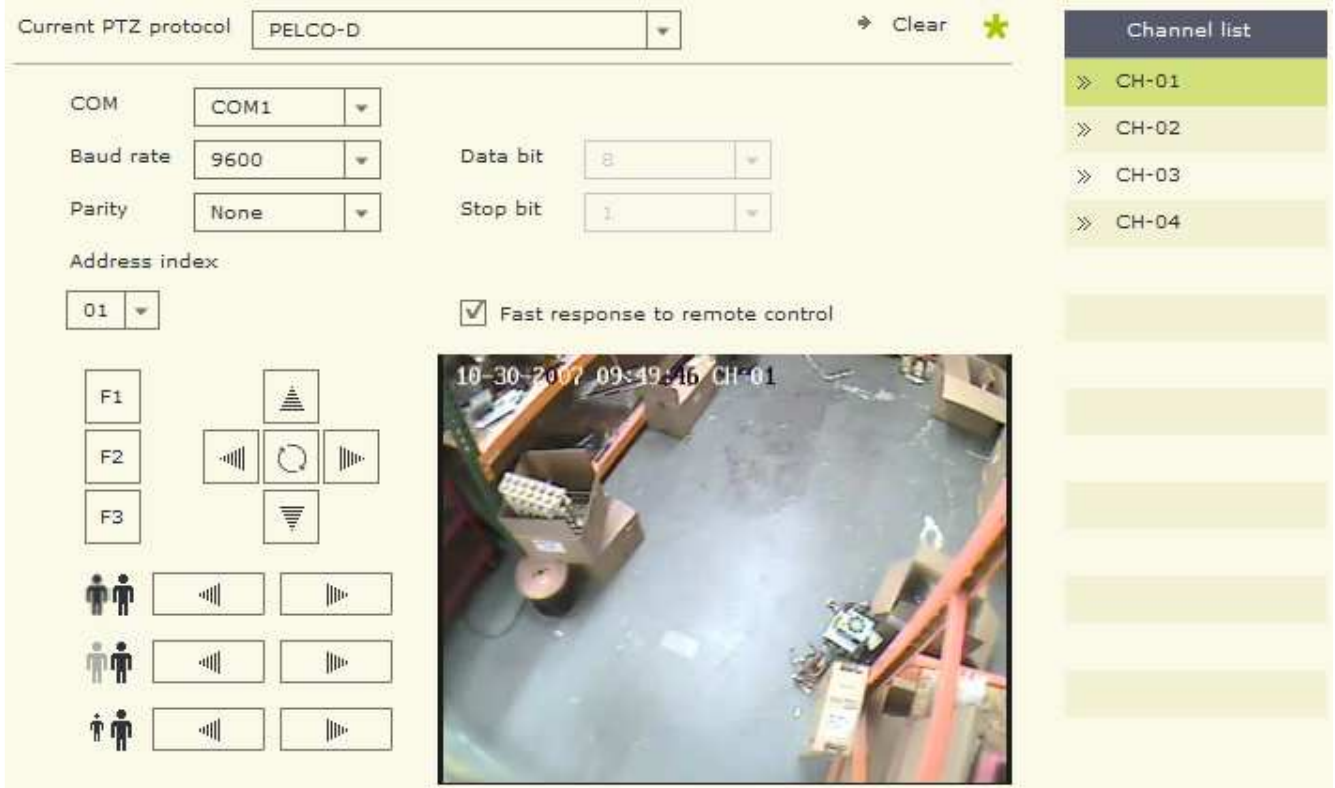 Current PTZ protocol PELCO-D Clear
COM COM1
Baud rate 9600 Data bit 8
Parity None Stop bit 1
Address index
01
Fast response to remote control
F1
F2
F3
10-30-2007 09:49:46 CH-01
Channel list
CH-01
CH-02
CH-03
CH-04